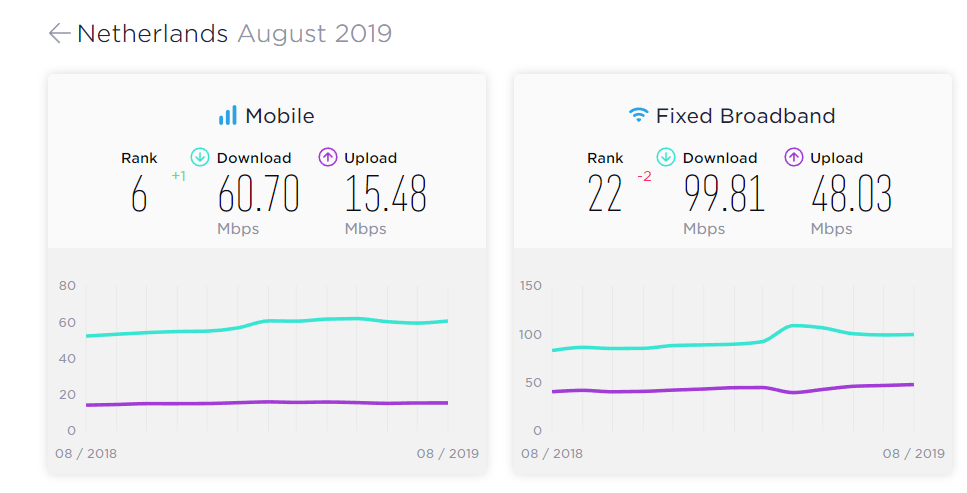 Netherlands August 2019
Mobile
Rank Download Upload
6 +1 60.70 15.48
Mbps Mbps
80
60
40
20
0
08 / 2018 08 / 2019
Fixed Broadband
Rank Download Upload
22 -2 99.81 48.03
Mbps Mbps
150
100
50
0
08 / 2018 08 / 2019